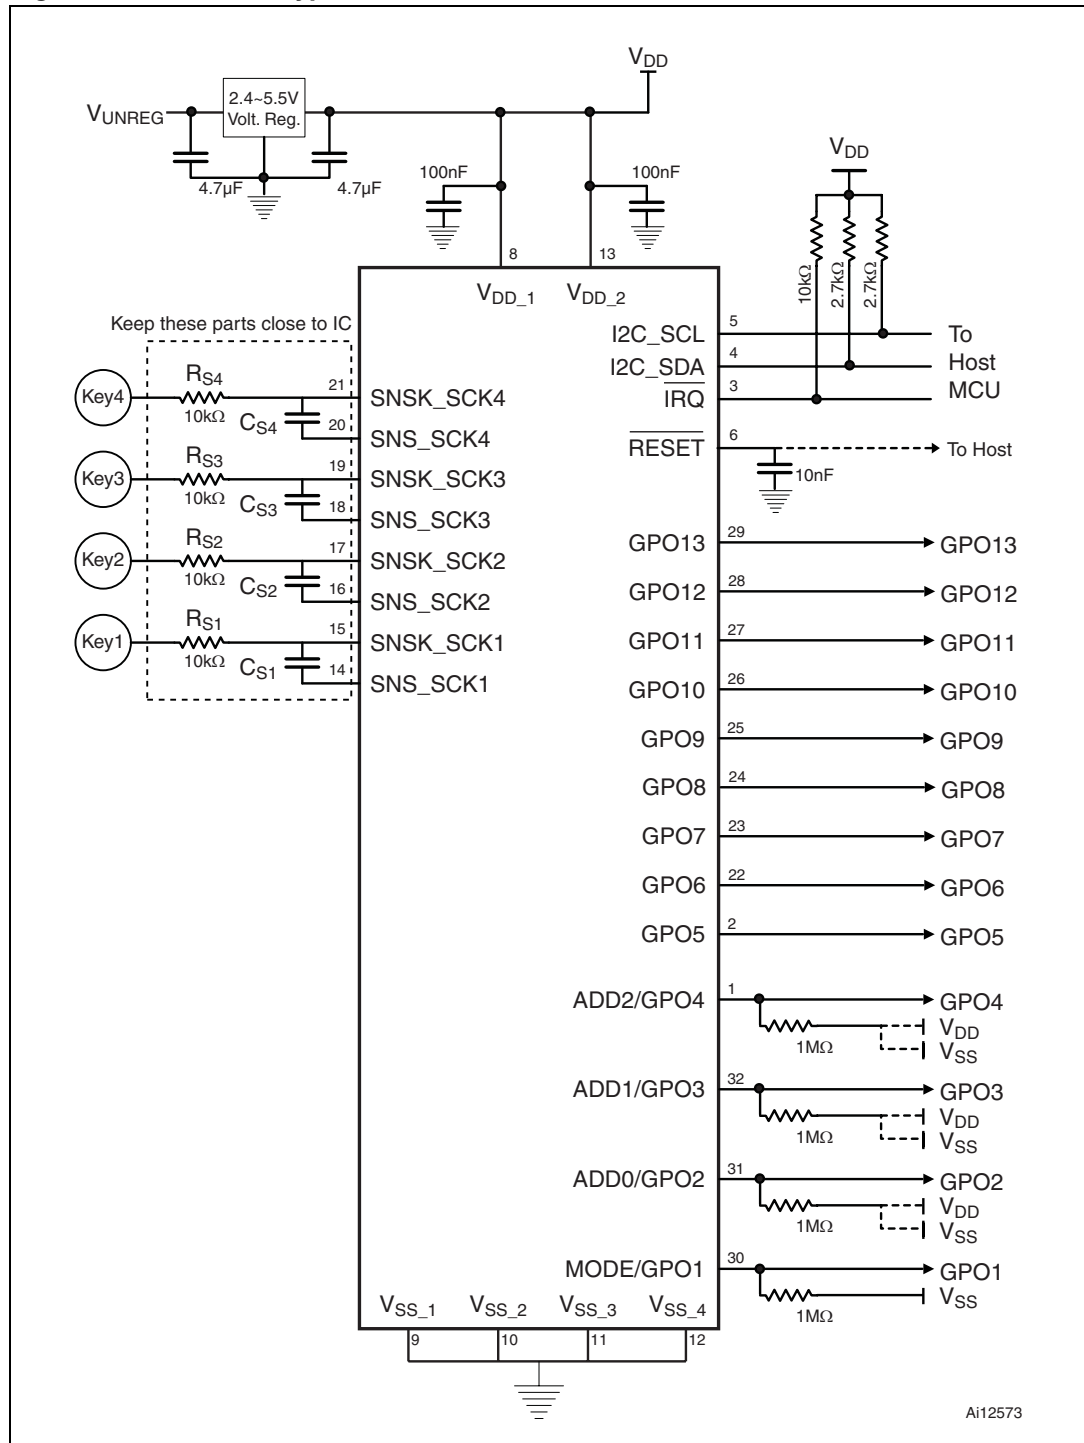 VDD
VUNREG
2.4~5.5V
Volt. Reg.
4.7µF
4.7µF
100nF
100nF
VDD
10kΩ
2.7kΩ
2.7kΩ
8
13
VDD_1
VDD_2
Keep these parts close to IC
I2C_SCL
5
To
I2C_SDA
4
Host
IRQ
3
MCU
RESET
6
To Host
10nF
Key4
RS4
10kΩ
CS4
21
SNSK_SCK4
20
SNS_SCK4
Key3
RS3
10kΩ
CS3
19
SNSK_SCK3
18
SNS_SCK3
Key2
RS2
10kΩ
CS2
17
SNSK_SCK2
16
SNS_SCK2
Key1
RS1
10kΩ
CS1
15
SNSK_SCK1
14
SNS_SCK1
GPO13
29
GPO13
GPO12
28
GPO12
GPO11
27
GPO11
GPO10
26
GPO10
GPO9
25
GPO9
GPO8
24
GPO8
GPO7
23
GPO7
GPO6
22
GPO6
GPO5
2
GPO5
ADD2/GPO4
1
GPO4
1MΩ
VDD
VSS
ADD1/GPO3
32
GPO3
1MΩ
VDD
VSS
ADD0/GPO2
31
GPO2
1MΩ
VDD
VSS
MODE/GPO1
30
GPO1
1MΩ
VSS
VSS_1
VSS_2
VSS_3
VSS_4
9
10
11
12
Ai12573